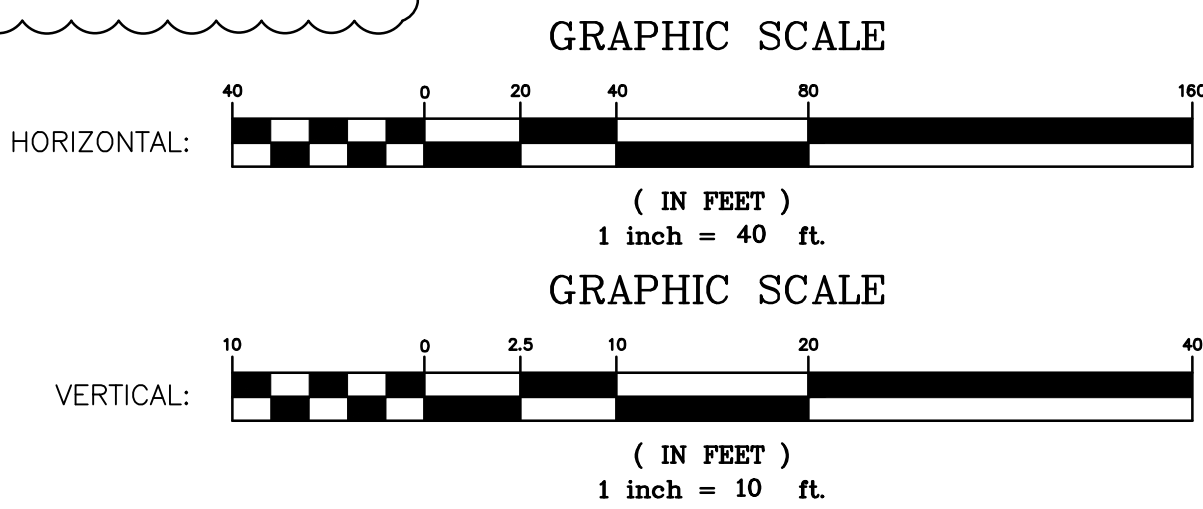 GRAPHIC SCALE
40 0 20 40 80 160
HORIZONTAL:
( IN FEET )
1 inch = 40 ft.
GRAPHIC SCALE
10 0 2.5 10 20 40
VERTICAL:
( IN FEET )
1 inch = 10 ft.